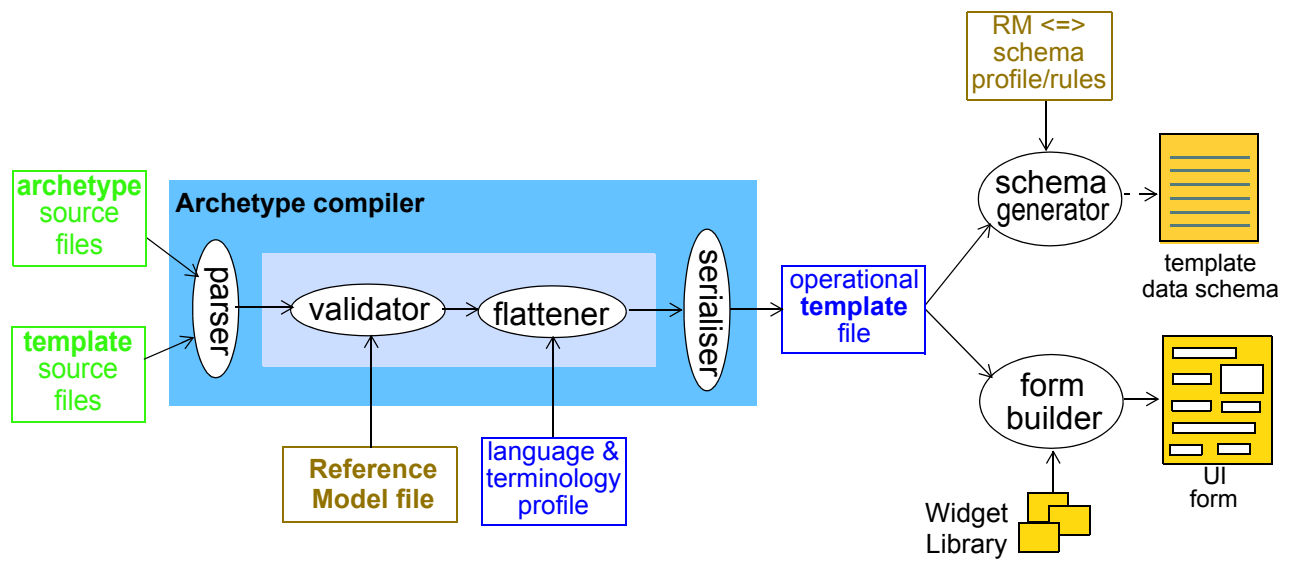 RM <=>
schema
profile/rules
archetype
source
files
Archetype compiler
schema
generator
template
data schema
parser
validator
flattener
serialiser
operational
template
file
template
source
files
form
builder
Reference
Model file
language &
terminology
profile
UI
form
Widget
Library